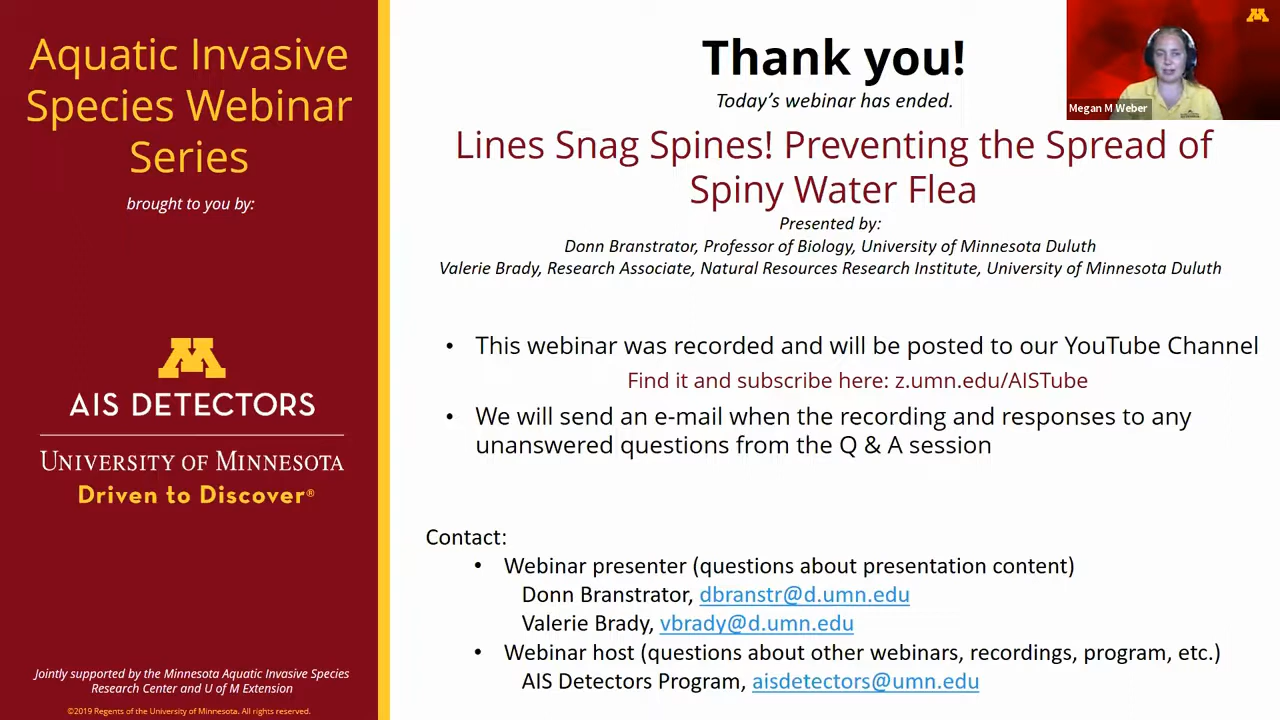 Aquatic Invasive
Species Webinar
Series
brought to you by:
AIS DETECTORS
UNIVERSITY OF MINNESOTA
Driven to Discover®
Jointly supported by the Minnesota Aquatic Invasive Species
Research Center and U of M Extension
©2019 Regents of the University of Minnesota. All rights reserved.
Thank you!
Today's webinar has ended.
Megan M Weber
Lines Snag Spines! Preventing the Spread of
Spiny Water Flea
Presented by:
Donn Branstrator, Professor of Biology, University of Minnesota Duluth
Valerie Brady, Research Associate, Natural Resources Research Institute, University of Minnesota Duluth
• This webinar was recorded and will be posted to our YouTube Channel
Find it and subscribe here: z.umn.edu/AISTube
• We will send an e-mail when the recording and responses to any
unanswered questions from the Q & A session
Contact:
• Webinar presenter (questions about presentation content)
Donn Branstrator, dbranstr@d.umn.edu
Valerie Brady, vbrady@d.umn.edu
• Webinar host (questions about other webinars, recordings, program, etc.)
AIS Detectors Program, aisdetectors@umn.edu